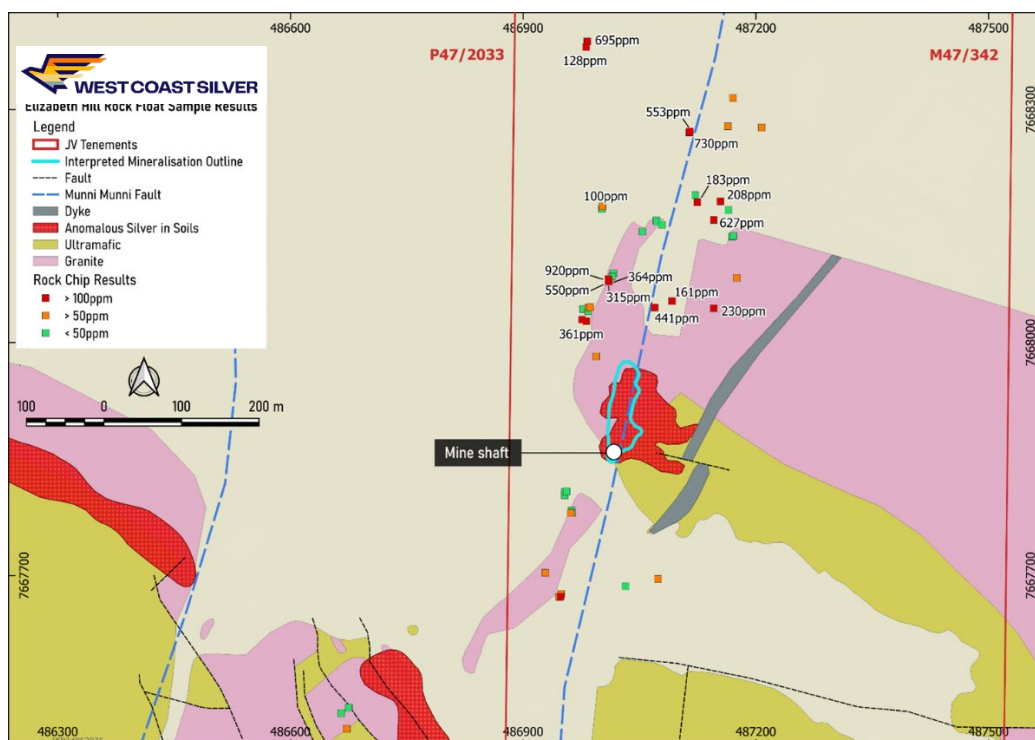 486600
486900
487200
487500
P47/2033
M47/342
WEST COAST SILVER
Elizabeth Hill Rock Float Sample Results
Legend
JV Tenements
Interpreted Mineralisation Outline
Fault
Munni Munni Fault
Dyke
Anomalous Silver in Soils
Ultramafic
Granite
Rock Chip Results
> 100ppm
> 50ppm
< 50ppm
100 0 100 200 m
695ppm
128ppm
7668300
553ppm
730ppm
183ppm
208ppm
100ppm
627ppm
920ppm
364ppm
550ppm
315ppm
161ppm
441ppm
230ppm
361ppm
7668000
Mine shaft
7667700
7667700
486300
486600
486900
487200
487500